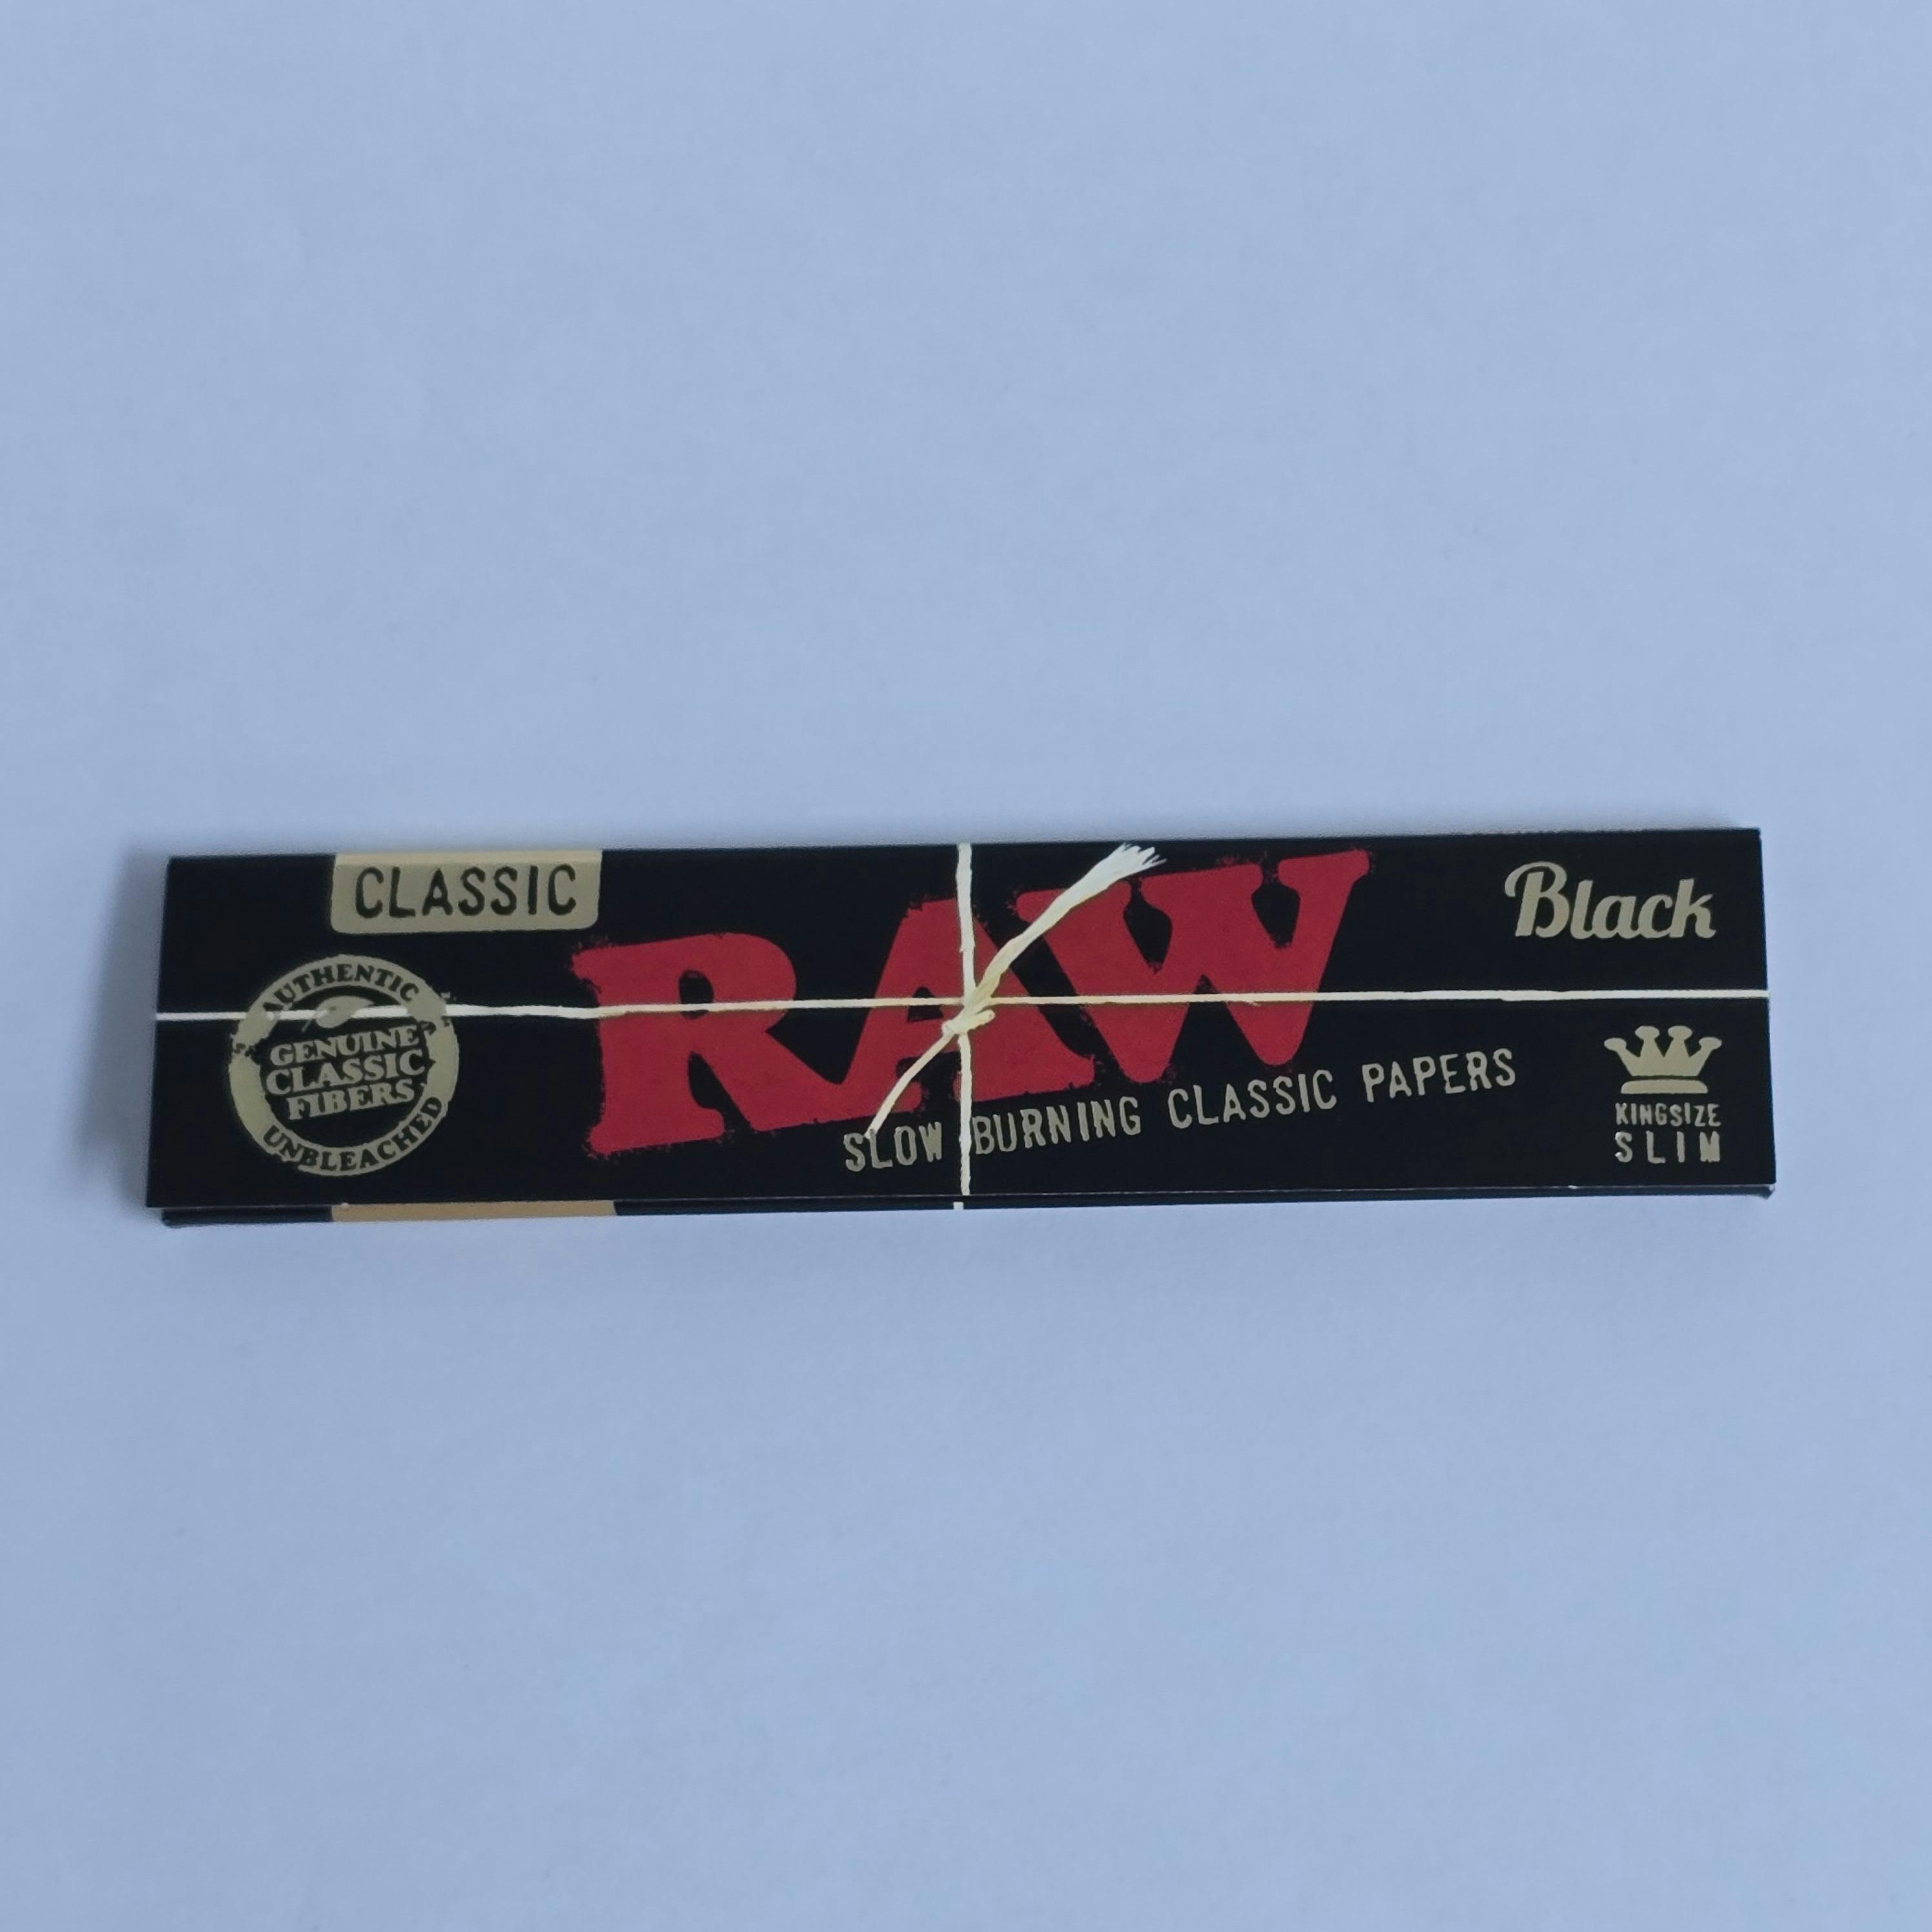 CLASSIC
AUTHENTIC
GENUINE
CLASSIC
FIBERS
UNBLEACHED
RAW
SLOW BURNING CLASSIC PAPERS
Black
KINGSIZE
SLIM